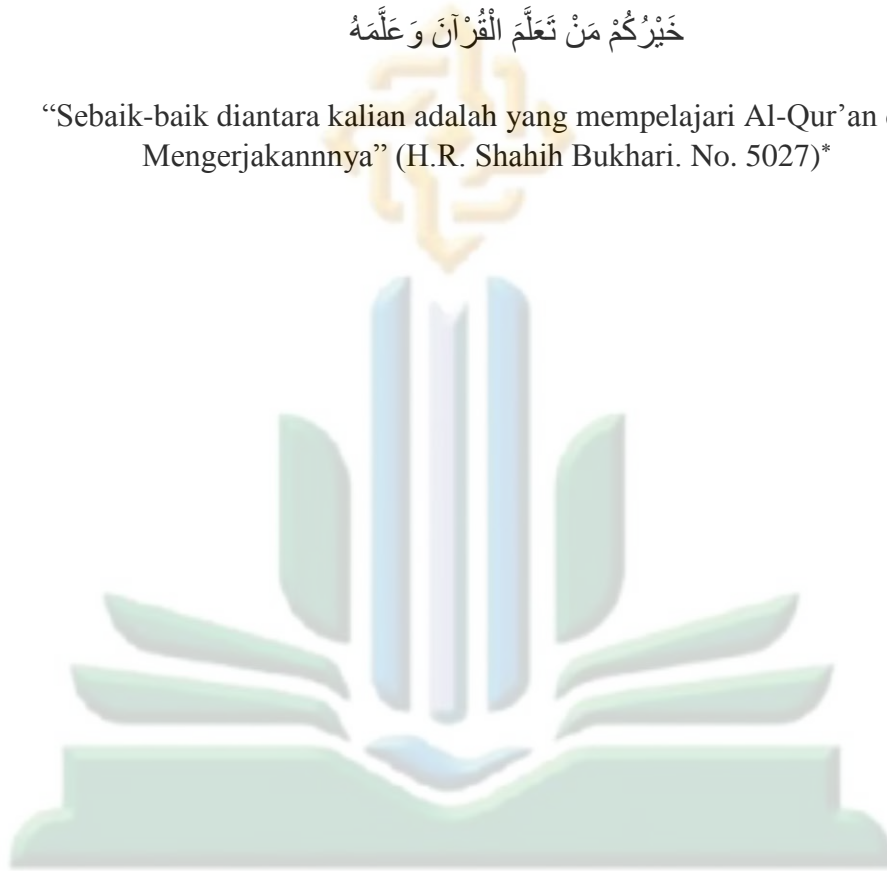 خَيْرُكُمْ مَنْ تَعَلَّمَ الْقُرْآنَ وَعَلَّمَهُ
“Sebaik-baik diantara kalian adalah yang mempelajari Al-Qur’an
Mengerjakannnya” (H.R. Shahih Bukhari. No. 5027)*